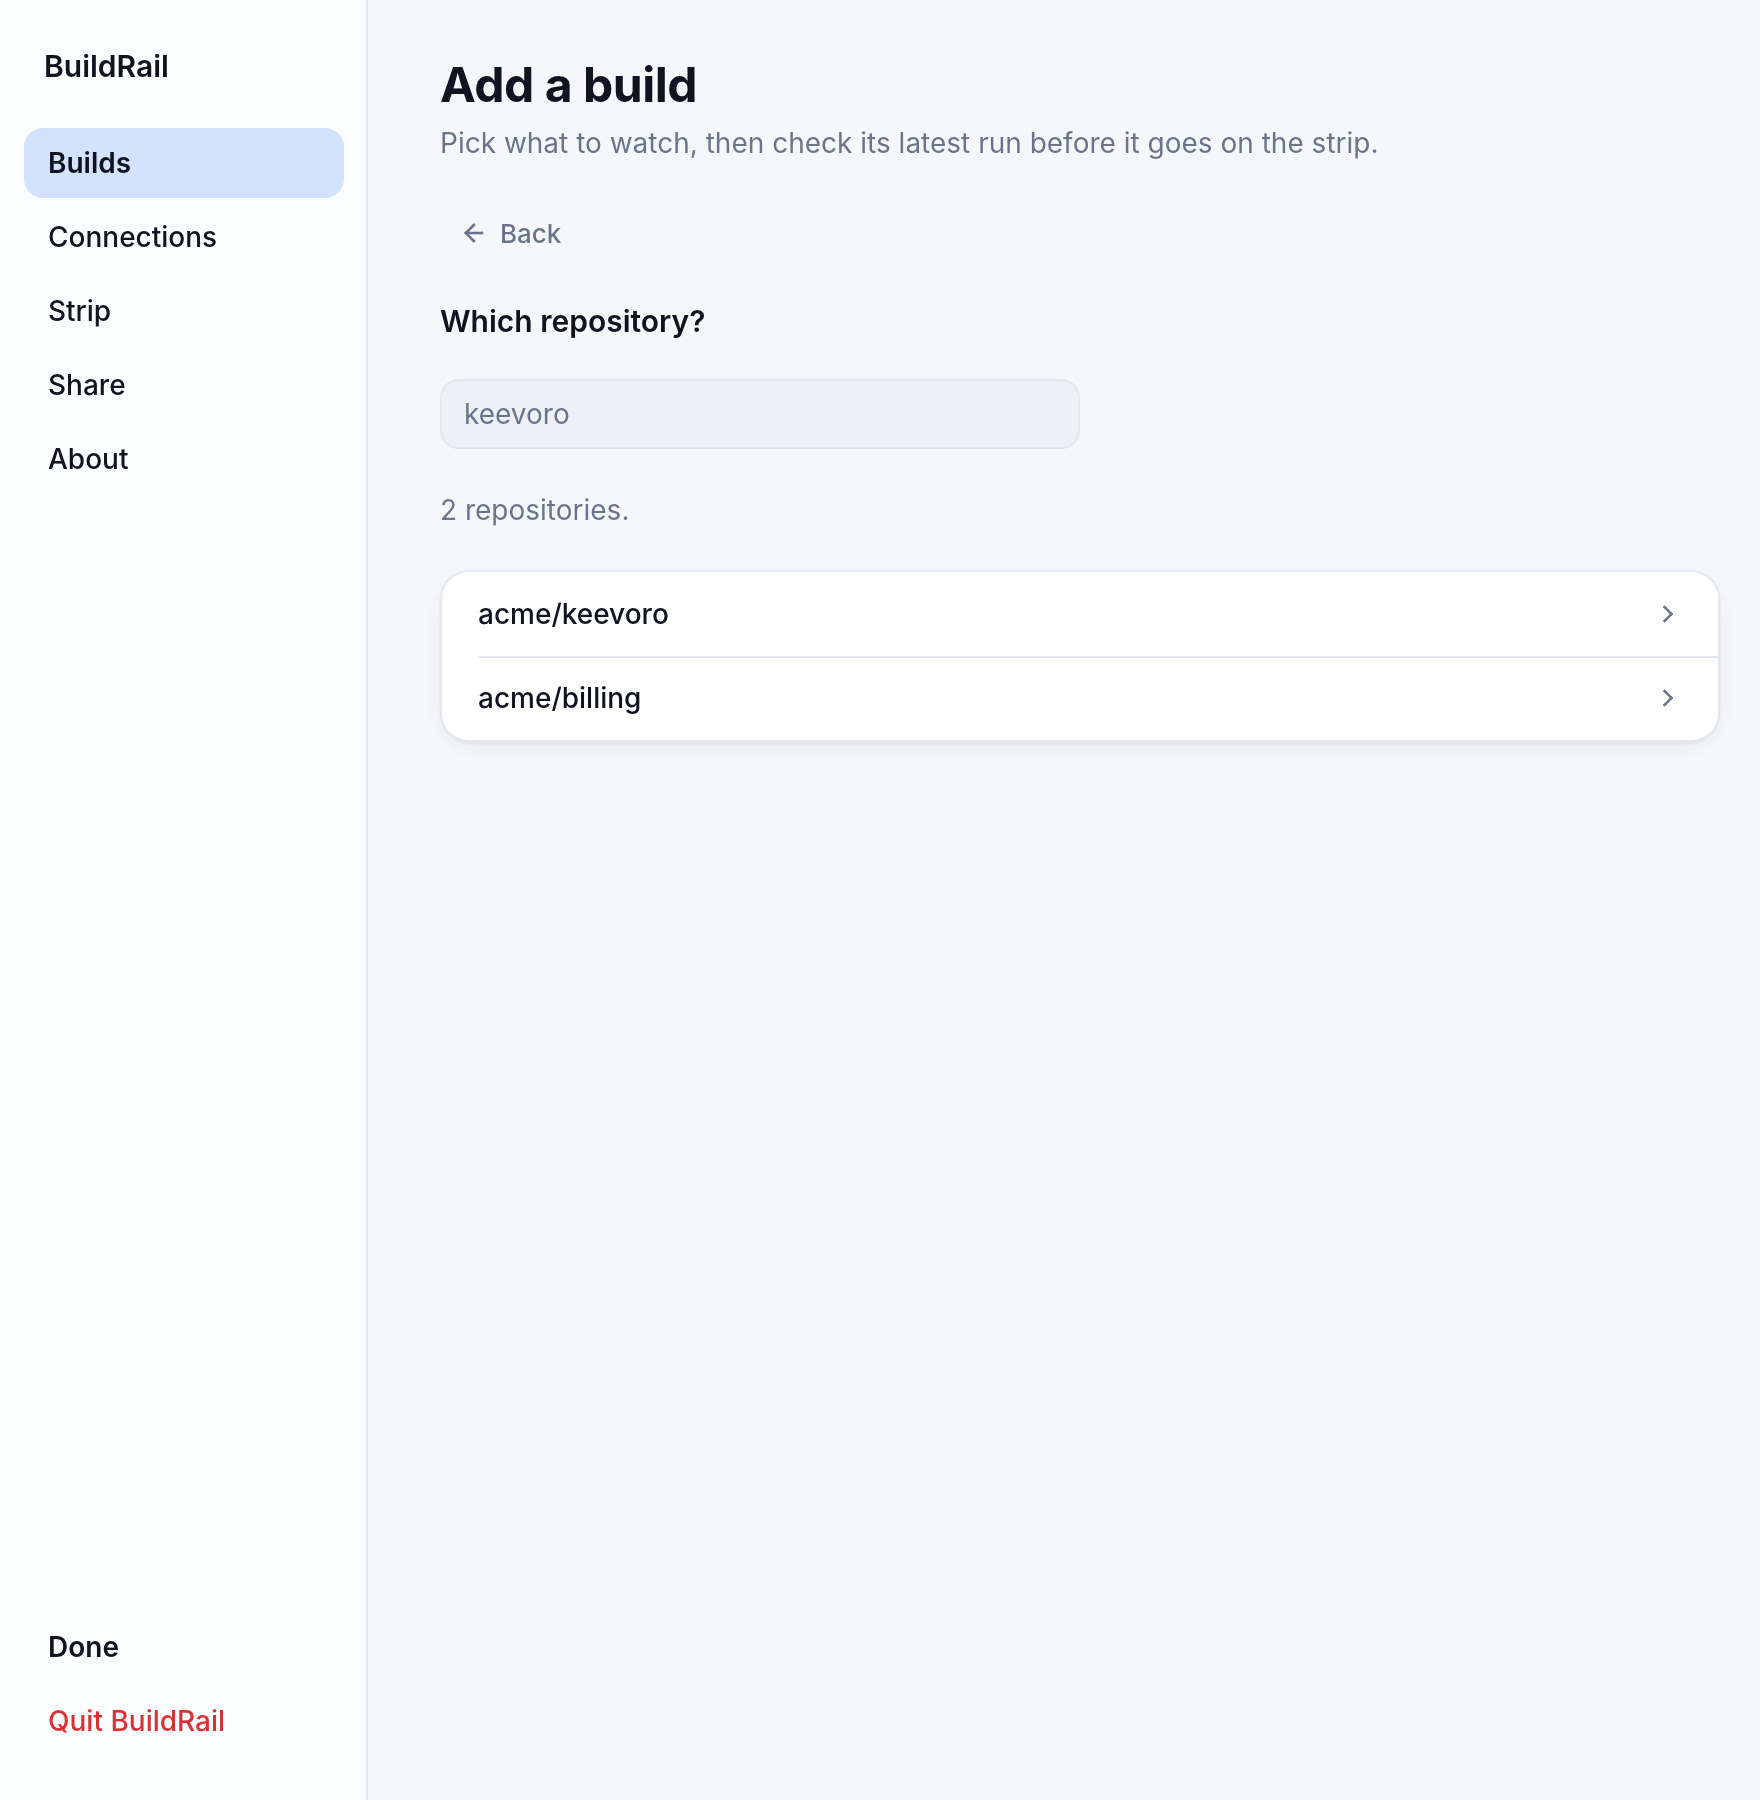 BuildRail
Builds
Connections
Strip
Share
About
Done
Quit BuildRail
Add a build
Pick what to watch, then check its latest run before it goes on the strip.
Back
Which repository?
keevoro
2 repositories.
acme/keevoro
acme/billing